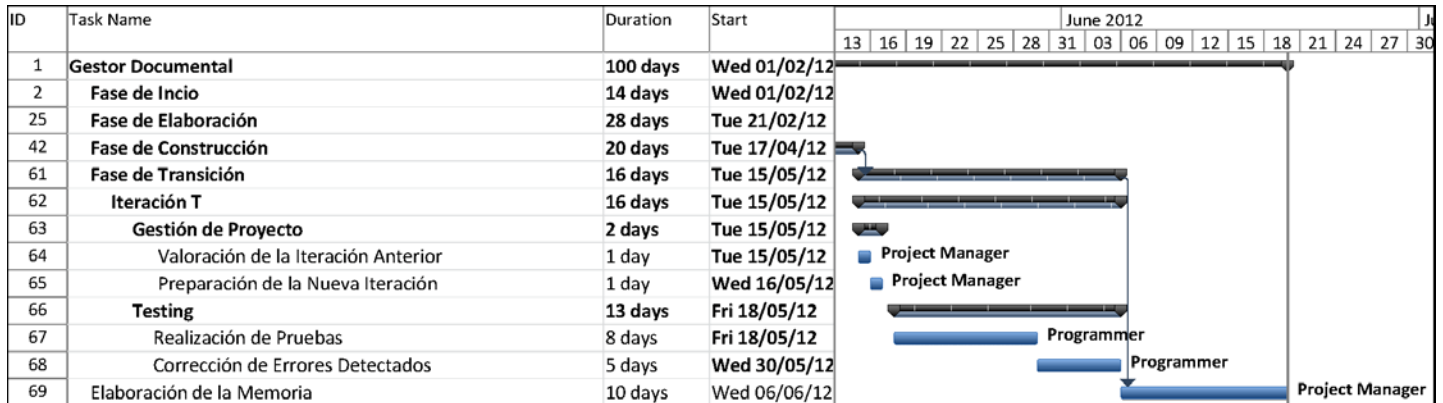 ID Task Name Duration Start June 2012
13 16 19 22 25 28 31 03 06 09 12 15 18 21 24 27 30
1 Gestor Documental 100 days Wed 01/02/12
2 Fase de Incio 14 days Wed 01/02/12
25 Fase de Elaboración 28 days Tue 21/02/12
42 Fase de Construcción 20 days Tue 17/04/12
61 Fase de Transición 16 days Tue 15/05/12
62 Iteración T 16 days Tue 15/05/12
63 Gestión de Proyecto 2 days Tue 15/05/12
64 Valoración de la Iteración Anterior 1 day Tue 15/05/12 Project Manager
65 Preparación de la Nueva Iteración 1 day Wed 16/05/12 Project Manager
66 Testing 13 days Fri 18/05/12
67 Realización de Pruebas 8 days Fri 18/05/12 Programmer
68 Corrección de Errores Detectados 5 days Wed 30/05/12 Programmer
69 Elaboración de la Memoria 10 days Wed 06/06/12 Project Manager